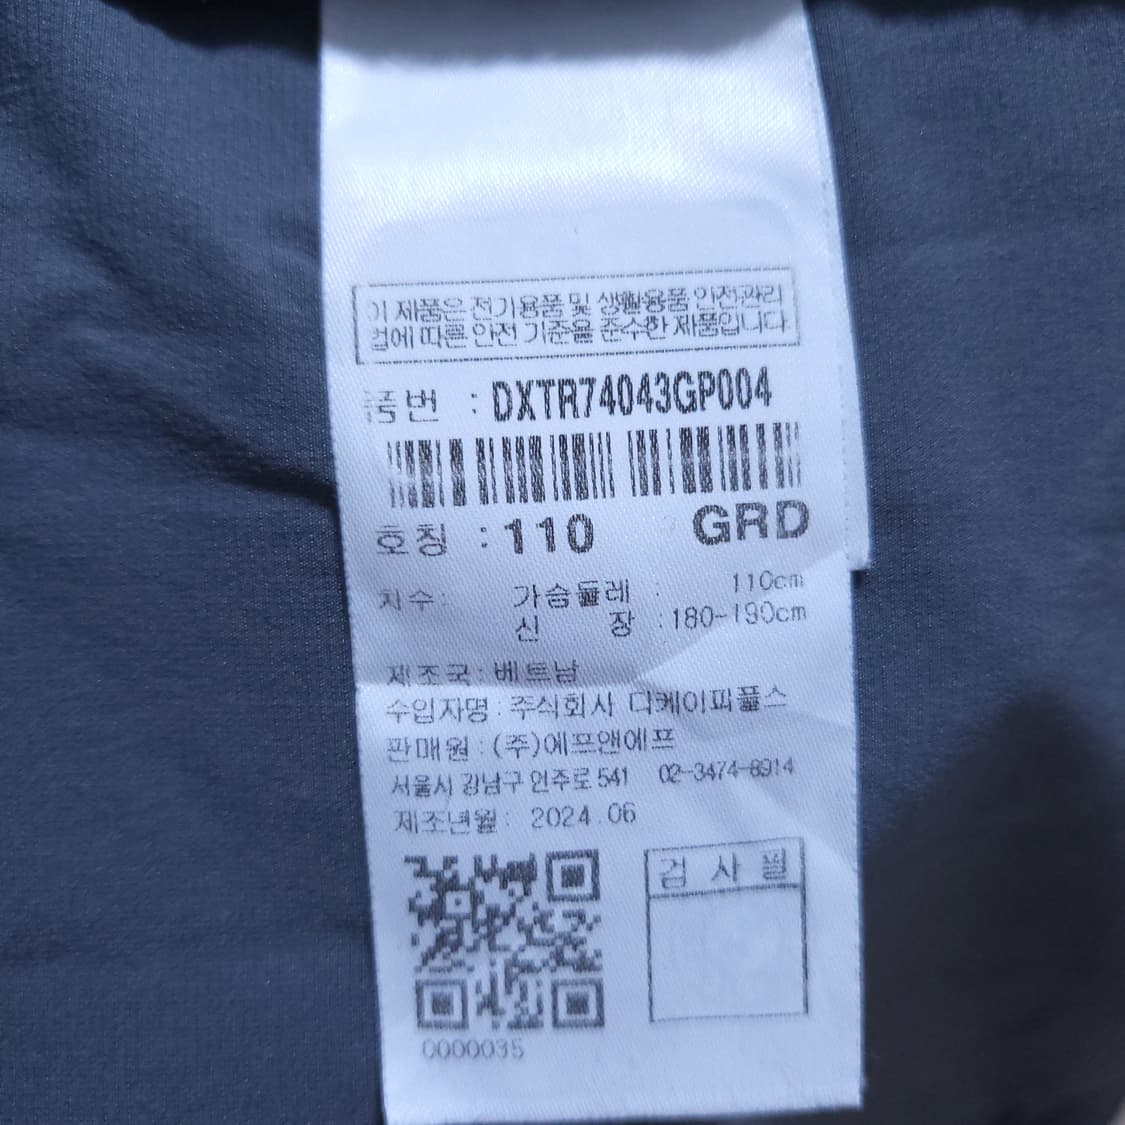 이 제품은 전기용품 및 생활용품 안전관리
법에 따른 안전 기준을 준수한 제품입니다.
품번 : DXTR74043GP004
호칭 : 110 GRD
치수: 가슴둘레 : 110cm
신 장 : 180-190cm
제조국 : 베트남
수입자명 : 주식회사 디케이피플스
판매원 : (주)에프앤에프
서울시 강남구 언주로 541 02-3474-8914
제조년월 : 2024.06
검 사 필
0000035